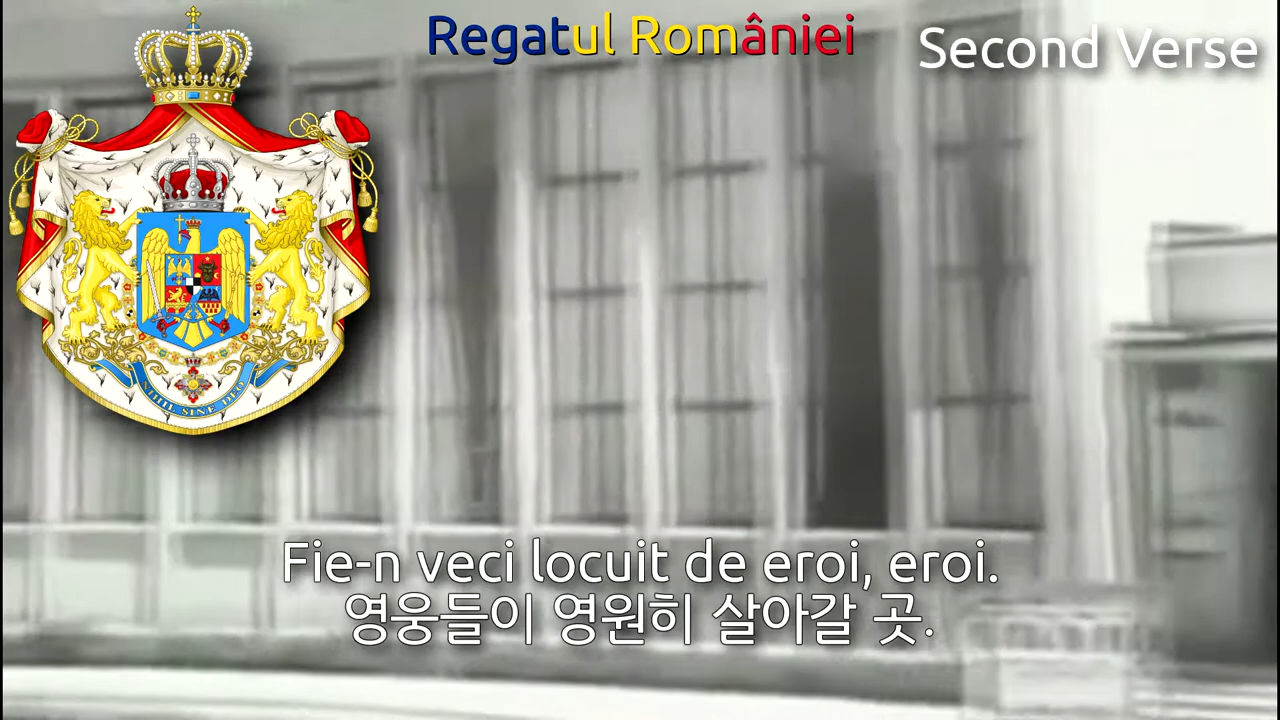 Regatul României
Second Verse
NIHIL SINE DEO
Fie-n veci locuit de eroi, eroi.
영웅들이 영원히 살아갈 곳.